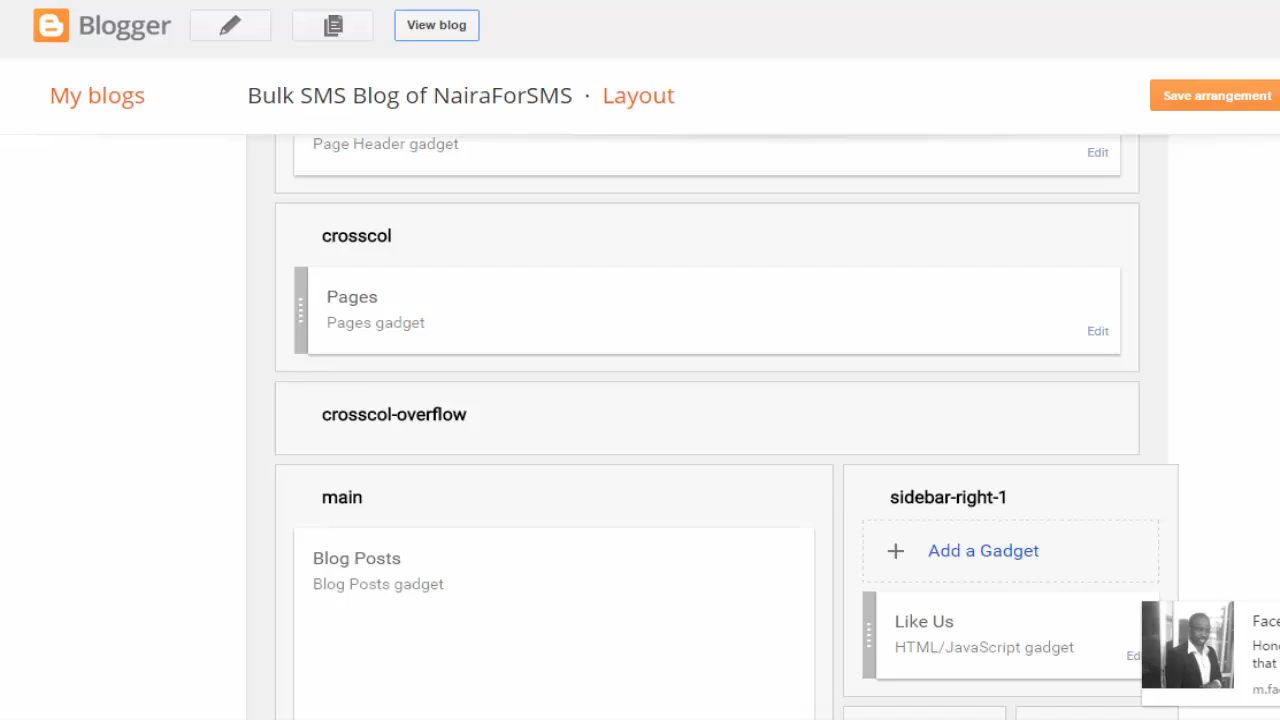 Blogger
View blog
My blogs
Bulk SMS Blog of NairaForSMS · Layout
Save arrangement
Page Header gadget
Edit
crosscol
Pages
Pages gadget
Edit
crosscol-overflow
main
sidebar-right-1
Add a Gadget
Blog Posts
Blog Posts gadget
Like Us
HTML/JavaScript gadget
that